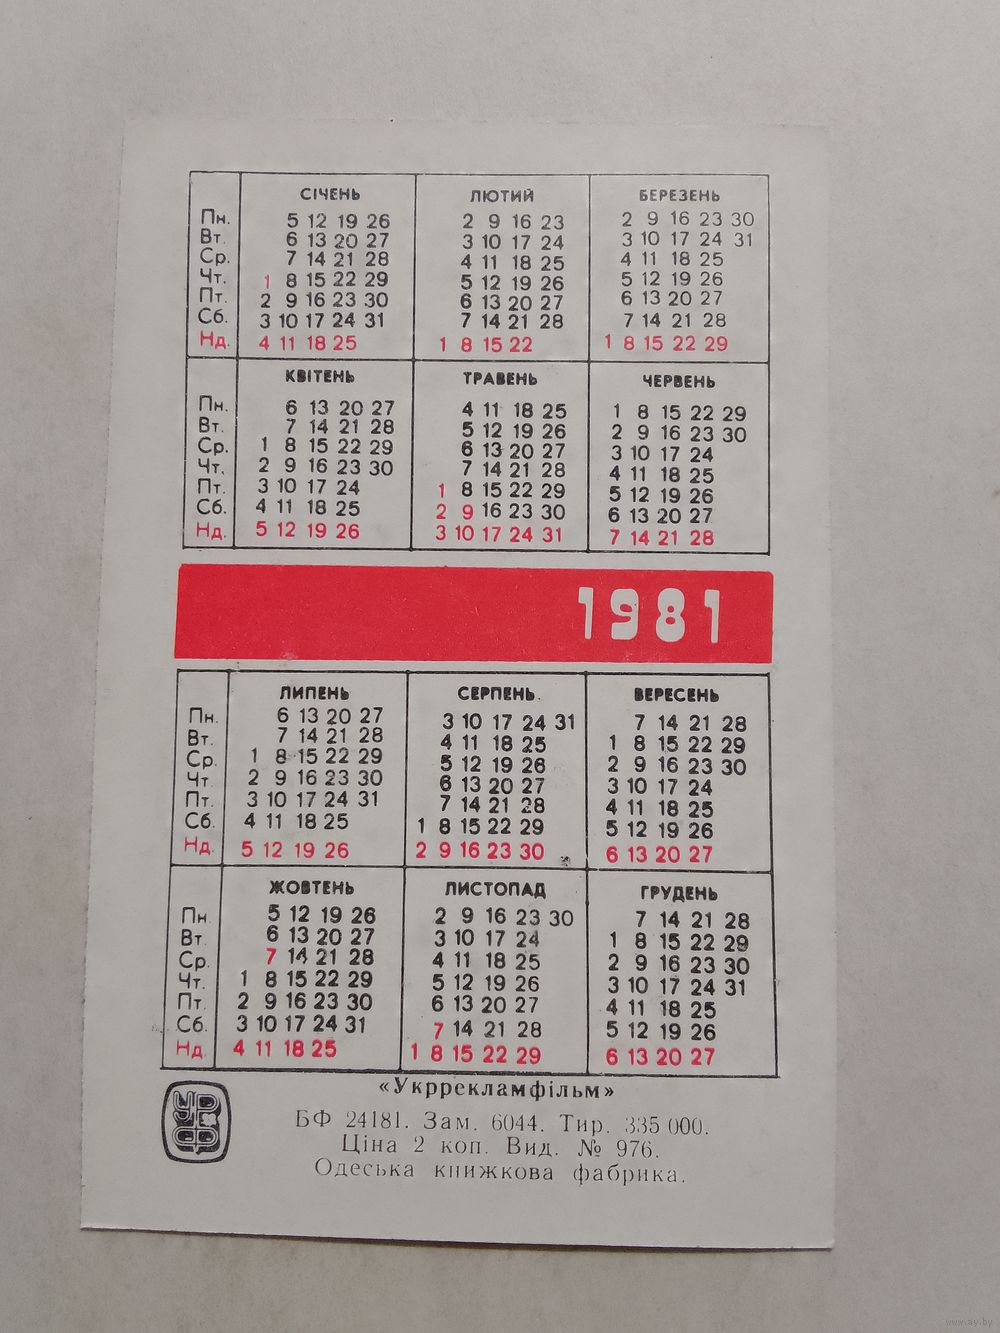 СІЧЕНЬ ЛЮТИЙ БЕРЕЗЕНЬ
Пн. 5 12 19 26 2 9 16 23 2 9 16 23 30
Вт. 6 13 20 27 3 10 17 24 3 10 17 24 31
Ср. 7 14 21 28 4 11 18 25 4 11 18 25
Чт. 1 8 15 22 29 5 12 19 26 5 12 19 26
Пт. 2 9 16 23 30 6 13 20 27 6 13 20 27
Сб. 3 10 17 24 31 7 14 21 28 7 14 21 28
Нд. 4 11 18 25 1 8 15 22 1 8 15 22 29
КВІТЕНЬ ТРАВЕНЬ ЧЕРВЕНЬ
Пн. 6 13 20 27 4 11 18 25 1 8 15 22 29
Вт. 7 14 21 28 5 12 19 26 2 9 16 23 30
Ср. 1 8 15 22 29 6 13 20 27 3 10 17 24
Чт. 2 9 16 23 30 7 14 21 28 4 11 18 25
Пт. 3 10 17 24 1 8 15 22 29 5 12 19 26
Сб. 4 11 18 25 2 9 16 23 30 6 13 20 27
Нд. 5 12 19 26 3 10 17 24 31 7 14 21 28
1981
ЛИПЕНЬ СЕРПЕНЬ ВЕРЕСЕНЬ
Пн. 6 13 20 27 3 10 17 24 31 7 14 21 28
Вт. 7 14 21 28 4 11 18 25 1 8 15 22 29
Ср. 1 8 15 22 29 5 12 19 26 2 9 16 23 30
Чт. 2 9 16 23 30 6 13 20 27 3 10 17 24
Пт. 3 10 17 24 31 7 14 21 28 4 11 18 25
Сб. 4 11 18 25 1 8 15 22 29 5 12 19 26
Нд. 5 12 19 26 2 9 16 23 30 6 13 20 27
ЖОВТЕНЬ ЛИСТОПАД ГРУДЕНЬ
Пн. 5 12 19 26 2 9 16 23 30 7 14 21 28
Вт. 6 13 20 27 3 10 17 24 1 8 15 22 29
Ср. 7 14 21 28 4 11 18 25 2 9 16 23 30
Чт. 1 8 15 22 29 5 12 19 26 3 10 17 24 31
Пт. 2 9 16 23 30 6 13 20 27 4 11 18 25
Сб. 3 10 17 24 31 7 14 21 28 5 12 19 26
Нд. 4 11 18 25 1 8 15 22 29 6 13 20 27
«Укррекламфільм»
БФ 24181. Зам. 6044. Тир. 335 000.
Ціна 2 коп. Вид. № 976.
Одеська книжкова фабрика.
www.ay.by